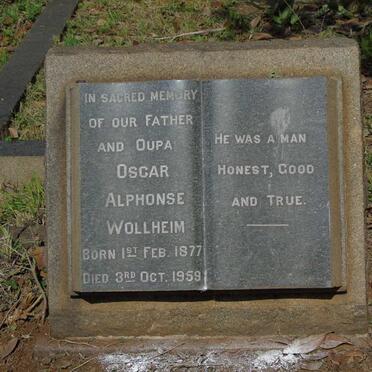 IN SACRED MEMORY
OF OUR FATHER
AND OUPA
OSCAR
ALPHONSE
WOLLHEIM
BORN 1ST FEB. 1877
DIED 3RD OCT. 1959
HE WAS A MAN
HONEST, GOOD
AND TRUE.